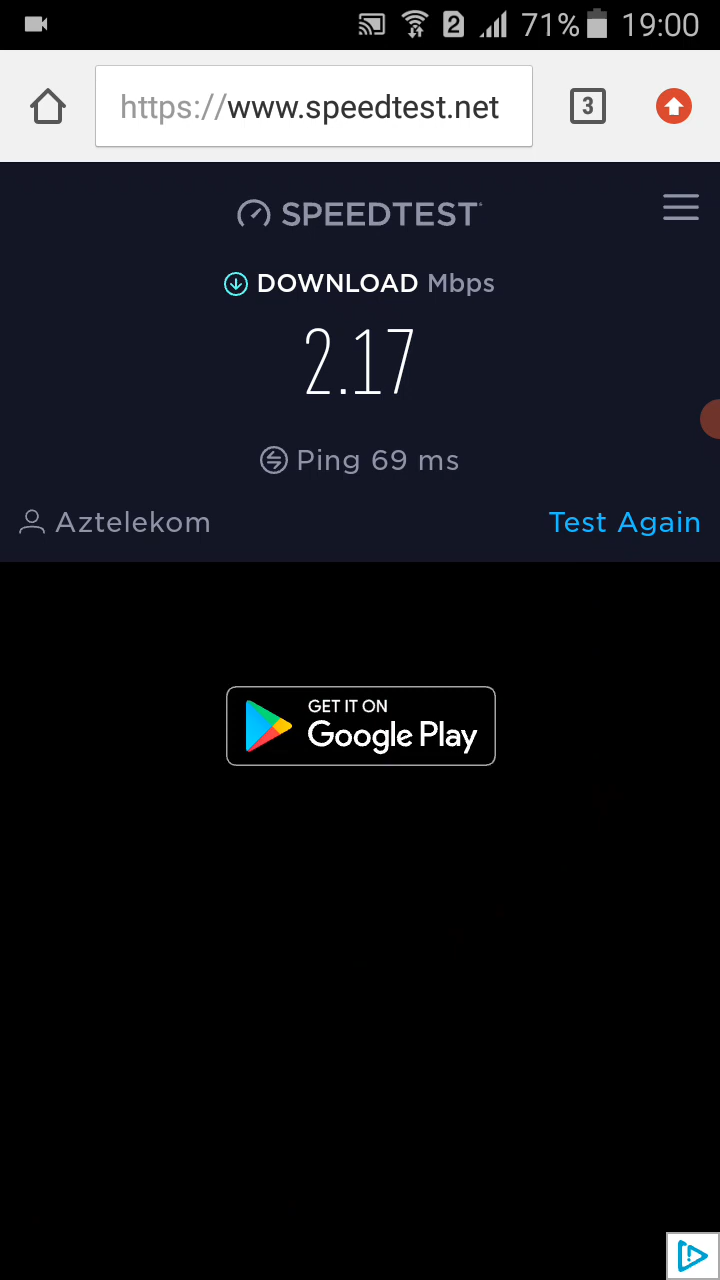 2 71% 19:00
https://www.speedtest.net 3
SPEEDTEST
DOWNLOAD Mbps
2.17
Ping 69 ms
Aztelekom Test Again
GET IT ON
Google Play